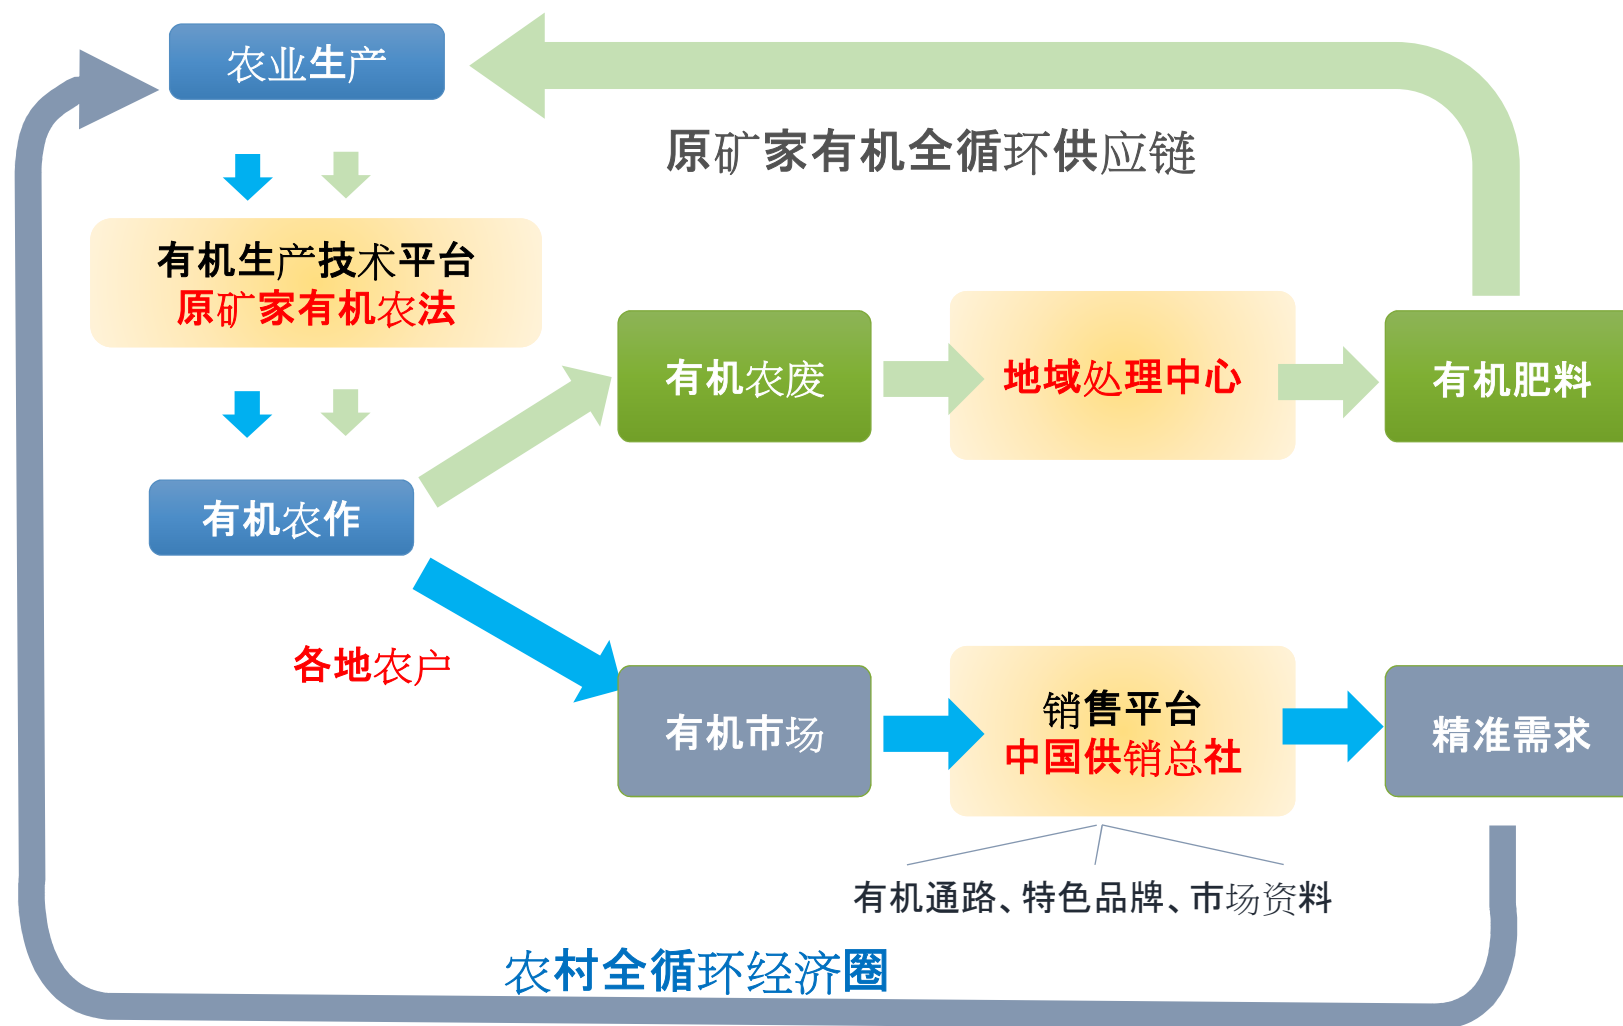 农业生产
原矿家有机全循环供应链
有机生产技术平台
原矿家有机农法
有机农废
地域处理中心
有机肥料
有机农作
各地农户
有机市场
销售平台
中国供销总社
精准需求
有机通路、特色品牌、市场资料
农村全循环经济圈